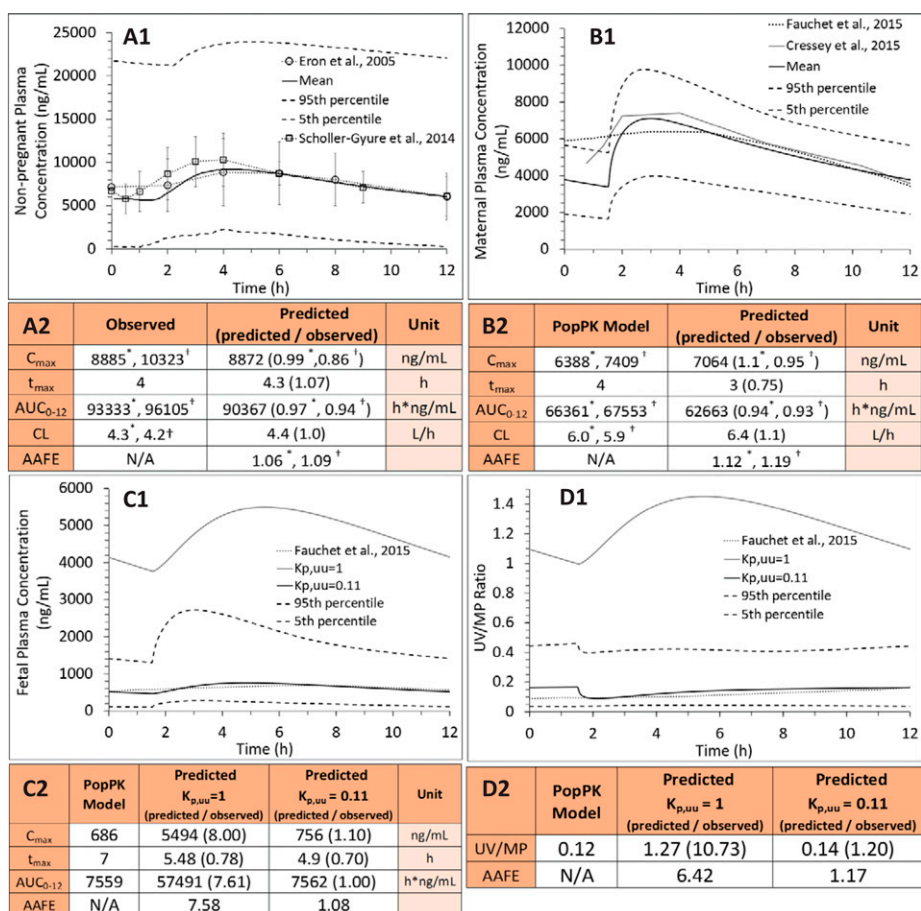 A1
Non-pregnant Plasma
Concentration (ng/mL)
25000
20000
15000
10000
5000
0
Eron et al., 2005
Mean
95th percentile
5th percentile
Scholler-Gyure et al., 2014
0 2 4 6 8 10 12
Time (h)
B1
Maternal Plasma Concentration
(ng/mL)
12000
10000
8000
6000
4000
2000
0
Fauchet et al., 2015
Cressey et al., 2015
Mean
95th percentile
5th percentile
0 2 4 6 8 10 12
Time (h)
A2 Observed Predicted (predicted / observed) Unit
Cmax 8885*, 10323† 8872 (0.99 *,0.86 †) ng/mL
tmax 4 4.3 (1.07) h
AUC0-12 93333*, 96105† 90367 (0.97 *, 0.94 †) h*ng/mL
CL 4.3*, 4.2† 4.4 (1.0) L/h
AAFE N/A 1.06 *, 1.09 †
B2 PopPK Model Predicted (predicted / observed) Unit
Cmax 6388*, 7409 † 7064 (1.1*, 0.95 †) ng/mL
tmax 4 3 (0.75) h
AUC0-12 66361*, 67553 † 62663 (0.94*, 0.93 †) h*ng/mL
CL 6.0*, 5.9 † 6.4 (1.1) L/h
AAFE N/A 1.12 *, 1.19 †
C1
Fetal Plasma Concentration
(ng/mL)
6000
5000
4000
3000
2000
1000
0
Fauchet et al., 2015
Kp,uu=1
Kp,uu=0.11
95th percentile
5th percentile
0 2 4 6 8 10 12
Time (h)
D1
UV/MP Ratio
1.4
1.2
1
0.8
0.6
0.4
0.2
0
Fauchet et al., 2015
Kp,uu=1
Kp,uu=0.11
95th percentile
5th percentile
0 2 4 6 8 10 12
Time (h)
C2 PopPK Model Predicted Kp,uu=1 (predicted / observed) Predicted Kp,uu = 0.11 (predicted / observed) Unit
Cmax 686 5494 (8.00) 756 (1.10) ng/mL
tmax 7 5.48 (0.78) 4.9 (0.70) h
AUC0-12 7559 57491 (7.61) 7562 (1.00) h*ng/mL
AAFE N/A 7.58 1.08
D2 PopPK Model Predicted Kp,uu = 1 (predicted / observed) Predicted Kp,uu = 0.11 (predicted / observed)
UV/MP 0.12 1.27 (10.73) 0.14 (1.20)
AAFE N/A 6.42 1.17